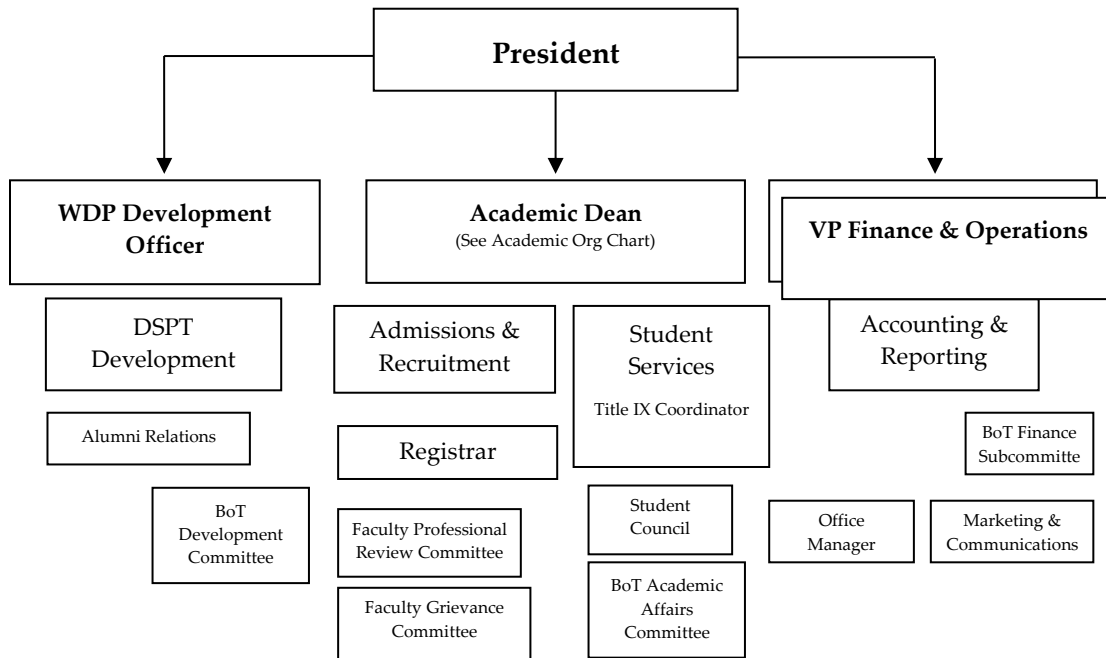 President
WDP Development
Officer
Academic Dean
(See Academic Org Chart)
VP Finance & Operations
DSPT
Development
Admissions &
Recruitment
Student
Services
Title IX Coordinator
Accounting &
Reporting
Alumni Relations
Registrar
BoT Finance
Subcommitte
BoT
Development
Committee
Faculty Professional
Review Committee
Student
Council
Office
Manager
Marketing &
Communications
Faculty Grievance
Committee
BoT Academic
Affairs
Committee